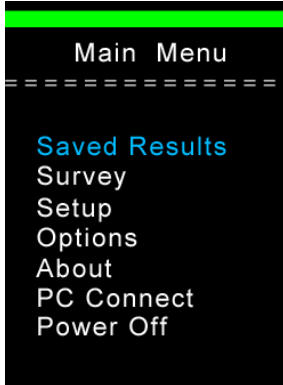 Main Menu
===============
Saved Results
Survey
Setup
Options
About
PC Connect
Power Off